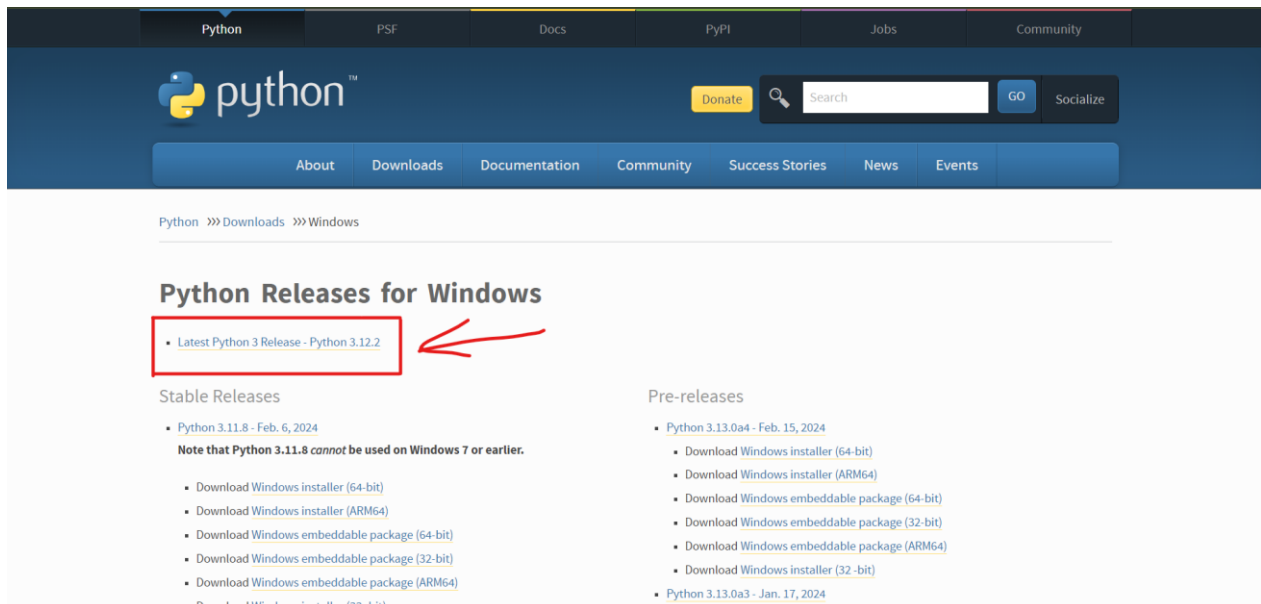 Python PSF Docs PyPI Jobs Community
python™
Donate Search GO Socialize
About Downloads Documentation Community Success Stories News Events
Python >>> Downloads >>> Windows
Python Releases for Windows
Latest Python 3 Release - Python 3.12.2
Stable Releases
Python 3.11.8 - Feb. 6, 2024
Note that Python 3.11.8 cannot be used on Windows 7 or earlier.
Download Windows installer (64-bit)
Download Windows installer (ARM64)
Download Windows embeddable package (64-bit)
Download Windows embeddable package (32-bit)
Download Windows embeddable package (ARM64)
Pre-releases
Python 3.13.0a4 - Feb. 15, 2024
Download Windows installer (64-bit)
Download Windows installer (ARM64)
Download Windows embeddable package (64-bit)
Download Windows embeddable package (32-bit)
Download Windows embeddable package (ARM64)
Download Windows installer (32 -bit)
Python 3.13.0a3 - Jan. 17, 2024